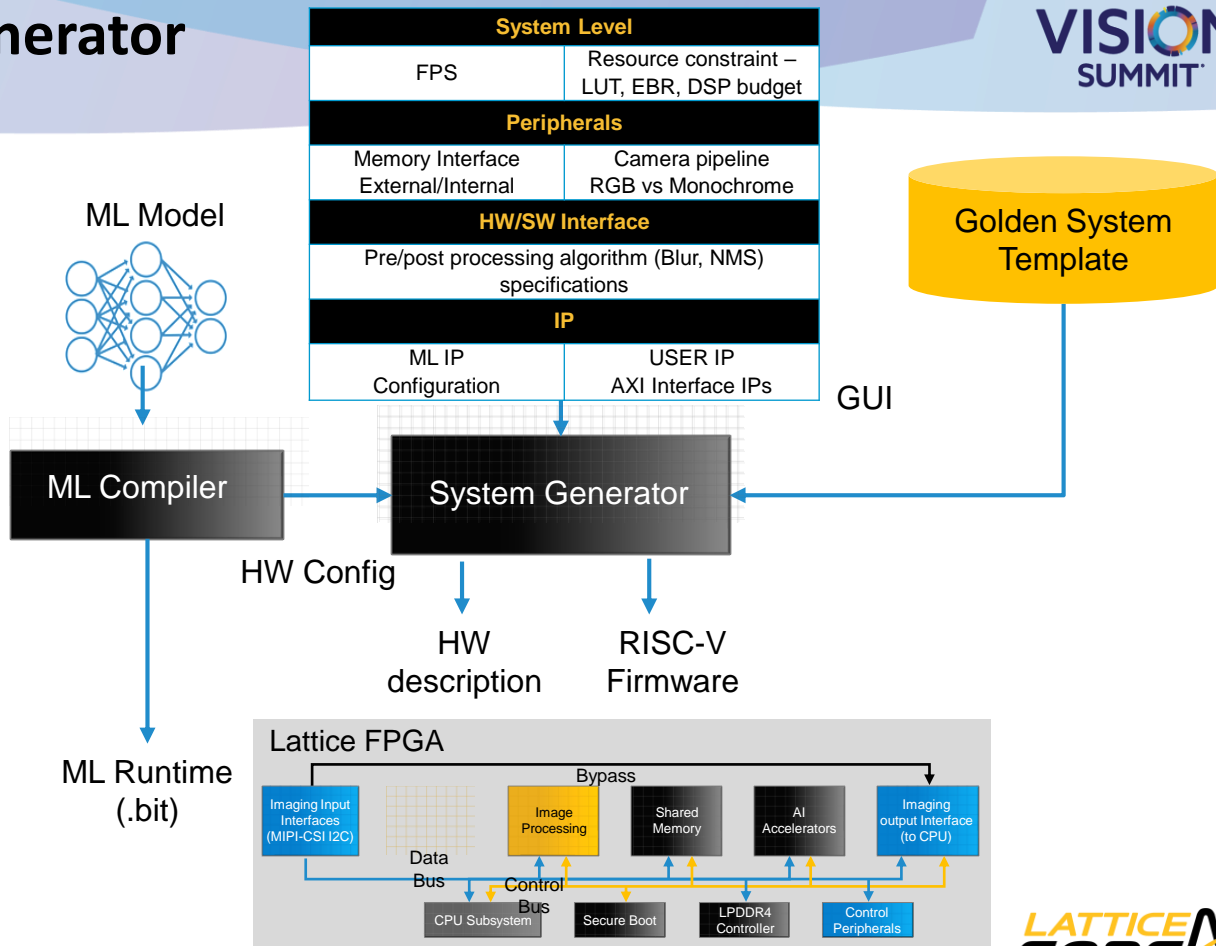 nerator
VISION
SUMMIT
System Level
FPS
Resource constraint –
LUT, EBR, DSP budget
Peripherals
Memory Interface
External/Internal
Camera pipeline
RGB vs Monochrome
HW/SW Interface
Pre/post processing algorithm (Blur, NMS)
specifications
IP
ML IP
Configuration
USER IP
AXI Interface IPs
GUI
Golden System
Template
ML Model
ML Compiler
System Generator
HW Config
HW
description
RISC-V
Firmware
ML Runtime
(.bit)
Lattice FPGA
Bypass
Imaging Input
Interfaces
(MIPI-CSI I2C)
Image
Processing
Shared
Memory
AI
Accelerators
Imaging
output Interface
(to CPU)
Data
Bus
Control
Bus
CPU Subsystem
Secure Boot
LPDDR4
Controller
Control
Peripherals
LATTICE